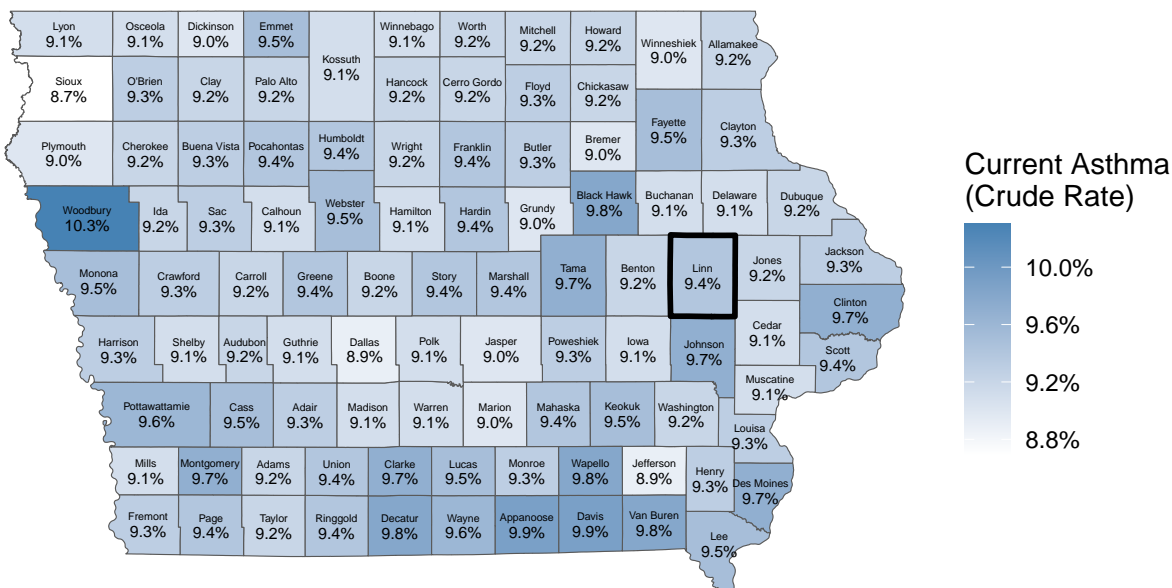 Lyon
9.1%
Osceola
9.1%
Dickinson
9.0%
Emmet
9.5%
Kossuth
9.1%
Winnebago
9.1%
Worth
9.2%
Mitchell
9.2%
Howard
9.2%
Winneshiek
9.0%
Allamakee
9.2%
Sioux
8.7%
O'Brien
9.3%
Clay
9.2%
Palo Alto
9.2%
Hancock
9.2%
Cerro Gordo
9.2%
Floyd
9.3%
Chickasaw
9.2%
Fayette
9.5%
Clayton
9.3%
Plymouth
9.0%
Cherokee
9.2%
Buena Vista
9.3%
Pocahontas
9.4%
Humboldt
9.4%
Wright
9.2%
Franklin
9.4%
Butler
9.3%
Bremer
9.0%
Woodbury
10.3%
Ida
9.2%
Sac
9.3%
Calhoun
9.1%
Webster
9.5%
Hamilton
9.1%
Hardin
9.4%
Grundy
9.0%
Black Hawk
9.8%
Buchanan
9.1%
Delaware
9.1%
Dubuque
9.2%
Monona
9.5%
Crawford
9.3%
Carroll
9.2%
Greene
9.4%
Boone
9.2%
Story
9.4%
Marshall
9.4%
Tama
9.7%
Benton
9.2%
Linn
9.4%
Jones
9.2%
Jackson
9.3%
Clinton
9.7%
Harrison
9.3%
Shelby
9.1%
Audubon
9.2%
Guthrie
9.1%
Dallas
8.9%
Polk
9.1%
Jasper
9.0%
Poweshiek
9.3%
Iowa
9.1%
Johnson
9.7%
Cedar
9.1%
Scott
9.4%
Muscatine
9.1%
Pottawattamie
9.6%
Cass
9.5%
Adair
9.3%
Madison
9.1%
Warren
9.1%
Marion
9.0%
Mahaska
9.4%
Keokuk
9.5%
Washington
9.2%
Louisa
9.3%
Mills
9.1%
Montgomery
9.7%
Adams
9.2%
Union
9.4%
Clarke
9.7%
Lucas
9.5%
Monroe
9.3%
Wapello
9.8%
Jefferson
8.9%
Henry
9.3%
Des Moines
9.7%
Fremont
9.3%
Page
9.4%
Taylor
9.2%
Ringgold
9.4%
Decatur
9.8%
Wayne
9.6%
Appanoose
9.9%
Davis
9.9%
Van Buren
9.8%
Lee
9.5%
Current Asthma
(Crude Rate)
10.0%
9.6%
9.2%
8.8%